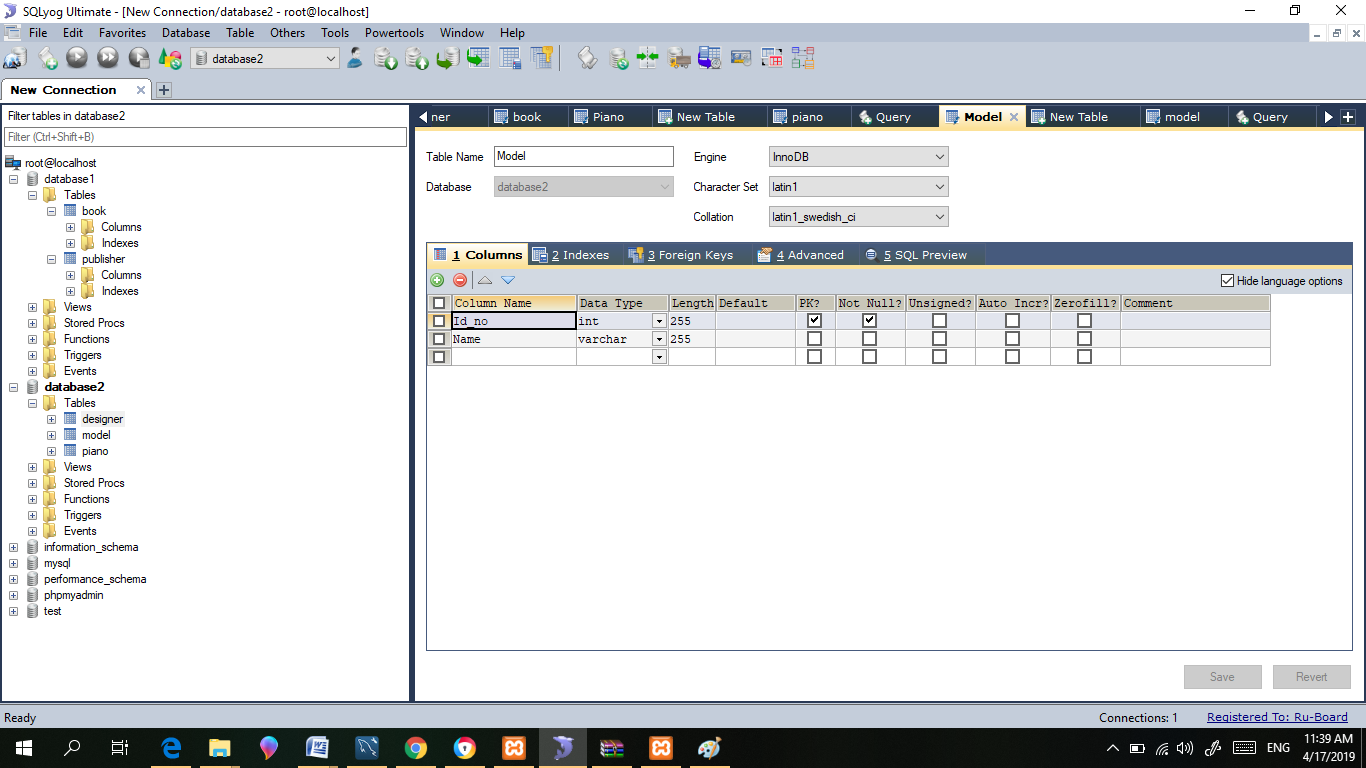 SQLyog Ultimate - [New Connection/database2 - root@localhost]
File Edit Favorites Database Table Others Tools Powertools Window Help
database2
New Connection
Filter tables in database2
Filter (Ctrl+Shift+B)
root@localhost
database1
Tables
book
Columns
Indexes
publisher
Columns
Indexes
Views
Stored Procs
Functions
Triggers
Events
database2
Tables
designer
model
piano
Views
Stored Procs
Functions
Triggers
Events
information_schema
mysql
performance_schema
phpmyadmin
test
ner book Piano New Table piano Query Model New Table model Query
Table Name Model Engine InnoDB
Database database2 Character Set latin1
Collation latin1_swedish_ci
1 Columns 2 Indexes 3 Foreign Keys 4 Advanced 5 SQL Preview
Hide language options
Column Name Data Type Length Default PK? Not Null? Unsigned? Auto Incr? Zerofill? Comment
Id_no int 255
Name varchar 255
Save Revert
Ready Connections: 1 Registered To: Ru-Board
ENG 11:39 AM
4/17/2019